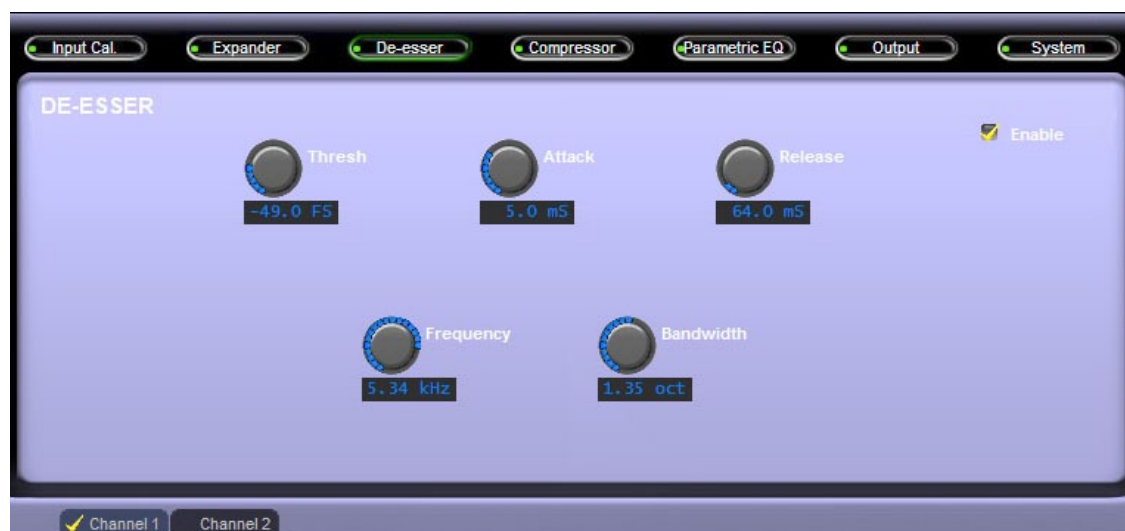 Input Cal. Expander De-esser Compressor Parametric EQ Output System
DE-ESSER
Enable
Thresh Attack Release
-49.0 FS 5.0 mS 64.0 mS
Frequency Bandwidth
5.34 kHz 1.35 oct
Channel 1 Channel 2